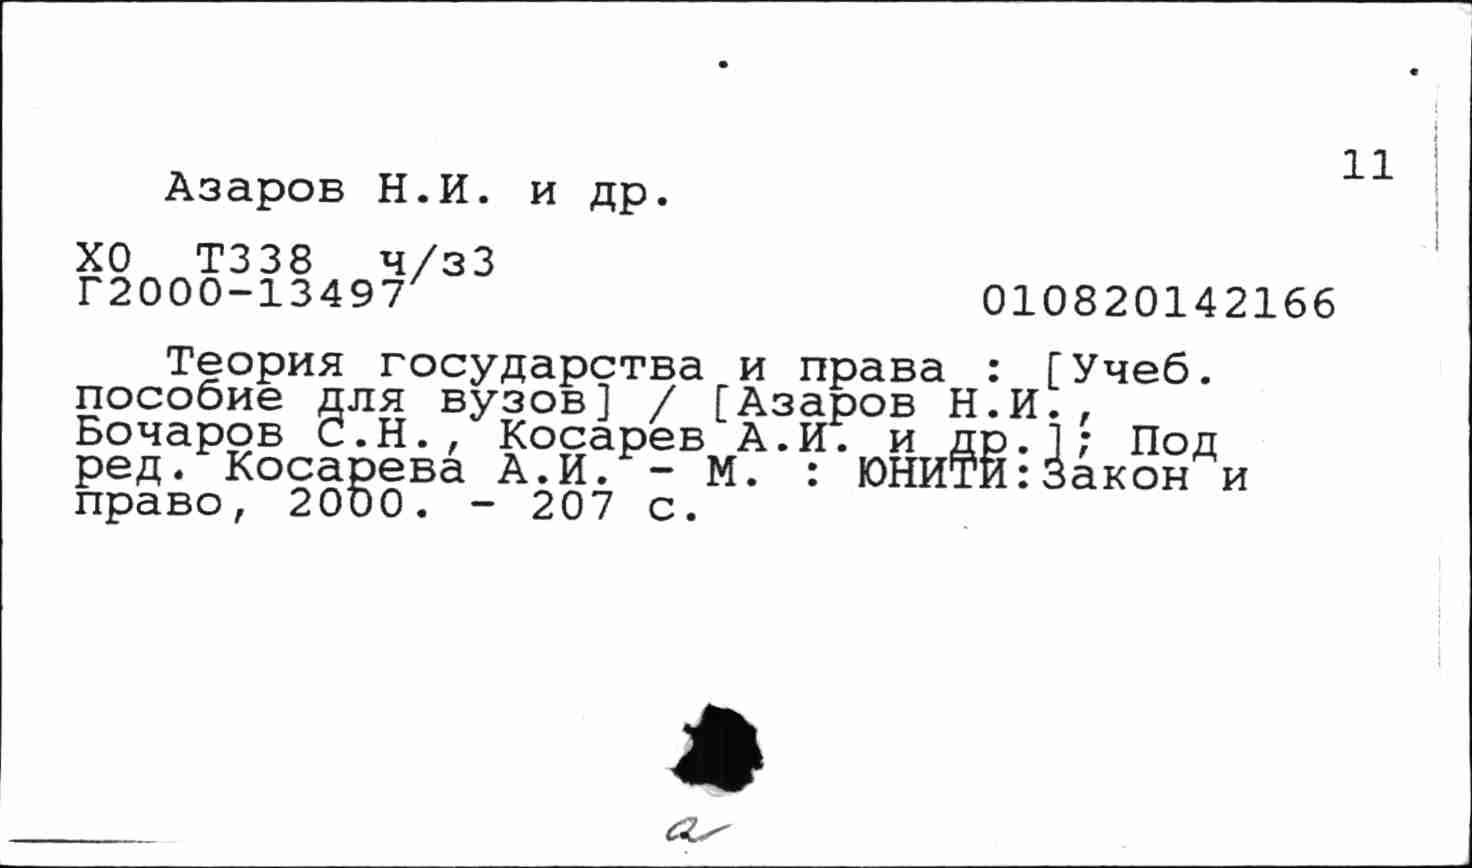 11
Азаров Н.И. и др.
Х0 Т338 ч/з3
Г2000-13497
010820142166
Теория государства и права : [Учеб.
пособие для вузов] / [Азаров Н.И.,
Бочаров С.Н., Косарев А.И. и др.]; Под
ред. Косарева А.И. - М. : ЮНИТИ:Закон и
право, 2000. - 207 с.
a